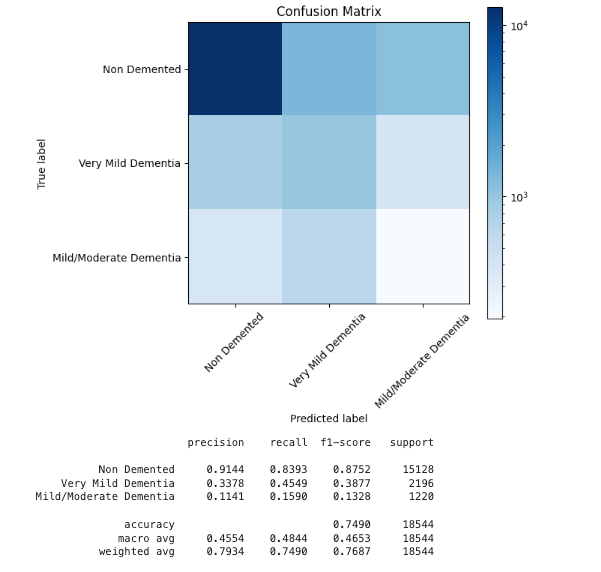 Confusion Matrix
True label
Non Demented
Very Mild Dementia
Mild/Moderate Dementia
10⁴
10³
Non Demented
Very Mild Dementia
Mild/Moderate Dementia
Predicted label
precision recall f1-score support
Non Demented 0.9144 0.8393 0.8752 15128
Very Mild Dementia 0.3378 0.4549 0.3877 2196
Mild/Moderate Dementia 0.1141 0.1590 0.1328 1220
accuracy 0.7490 18544
macro avg 0.4554 0.4844 0.4653 18544
weighted avg 0.7934 0.7490 0.7687 18544